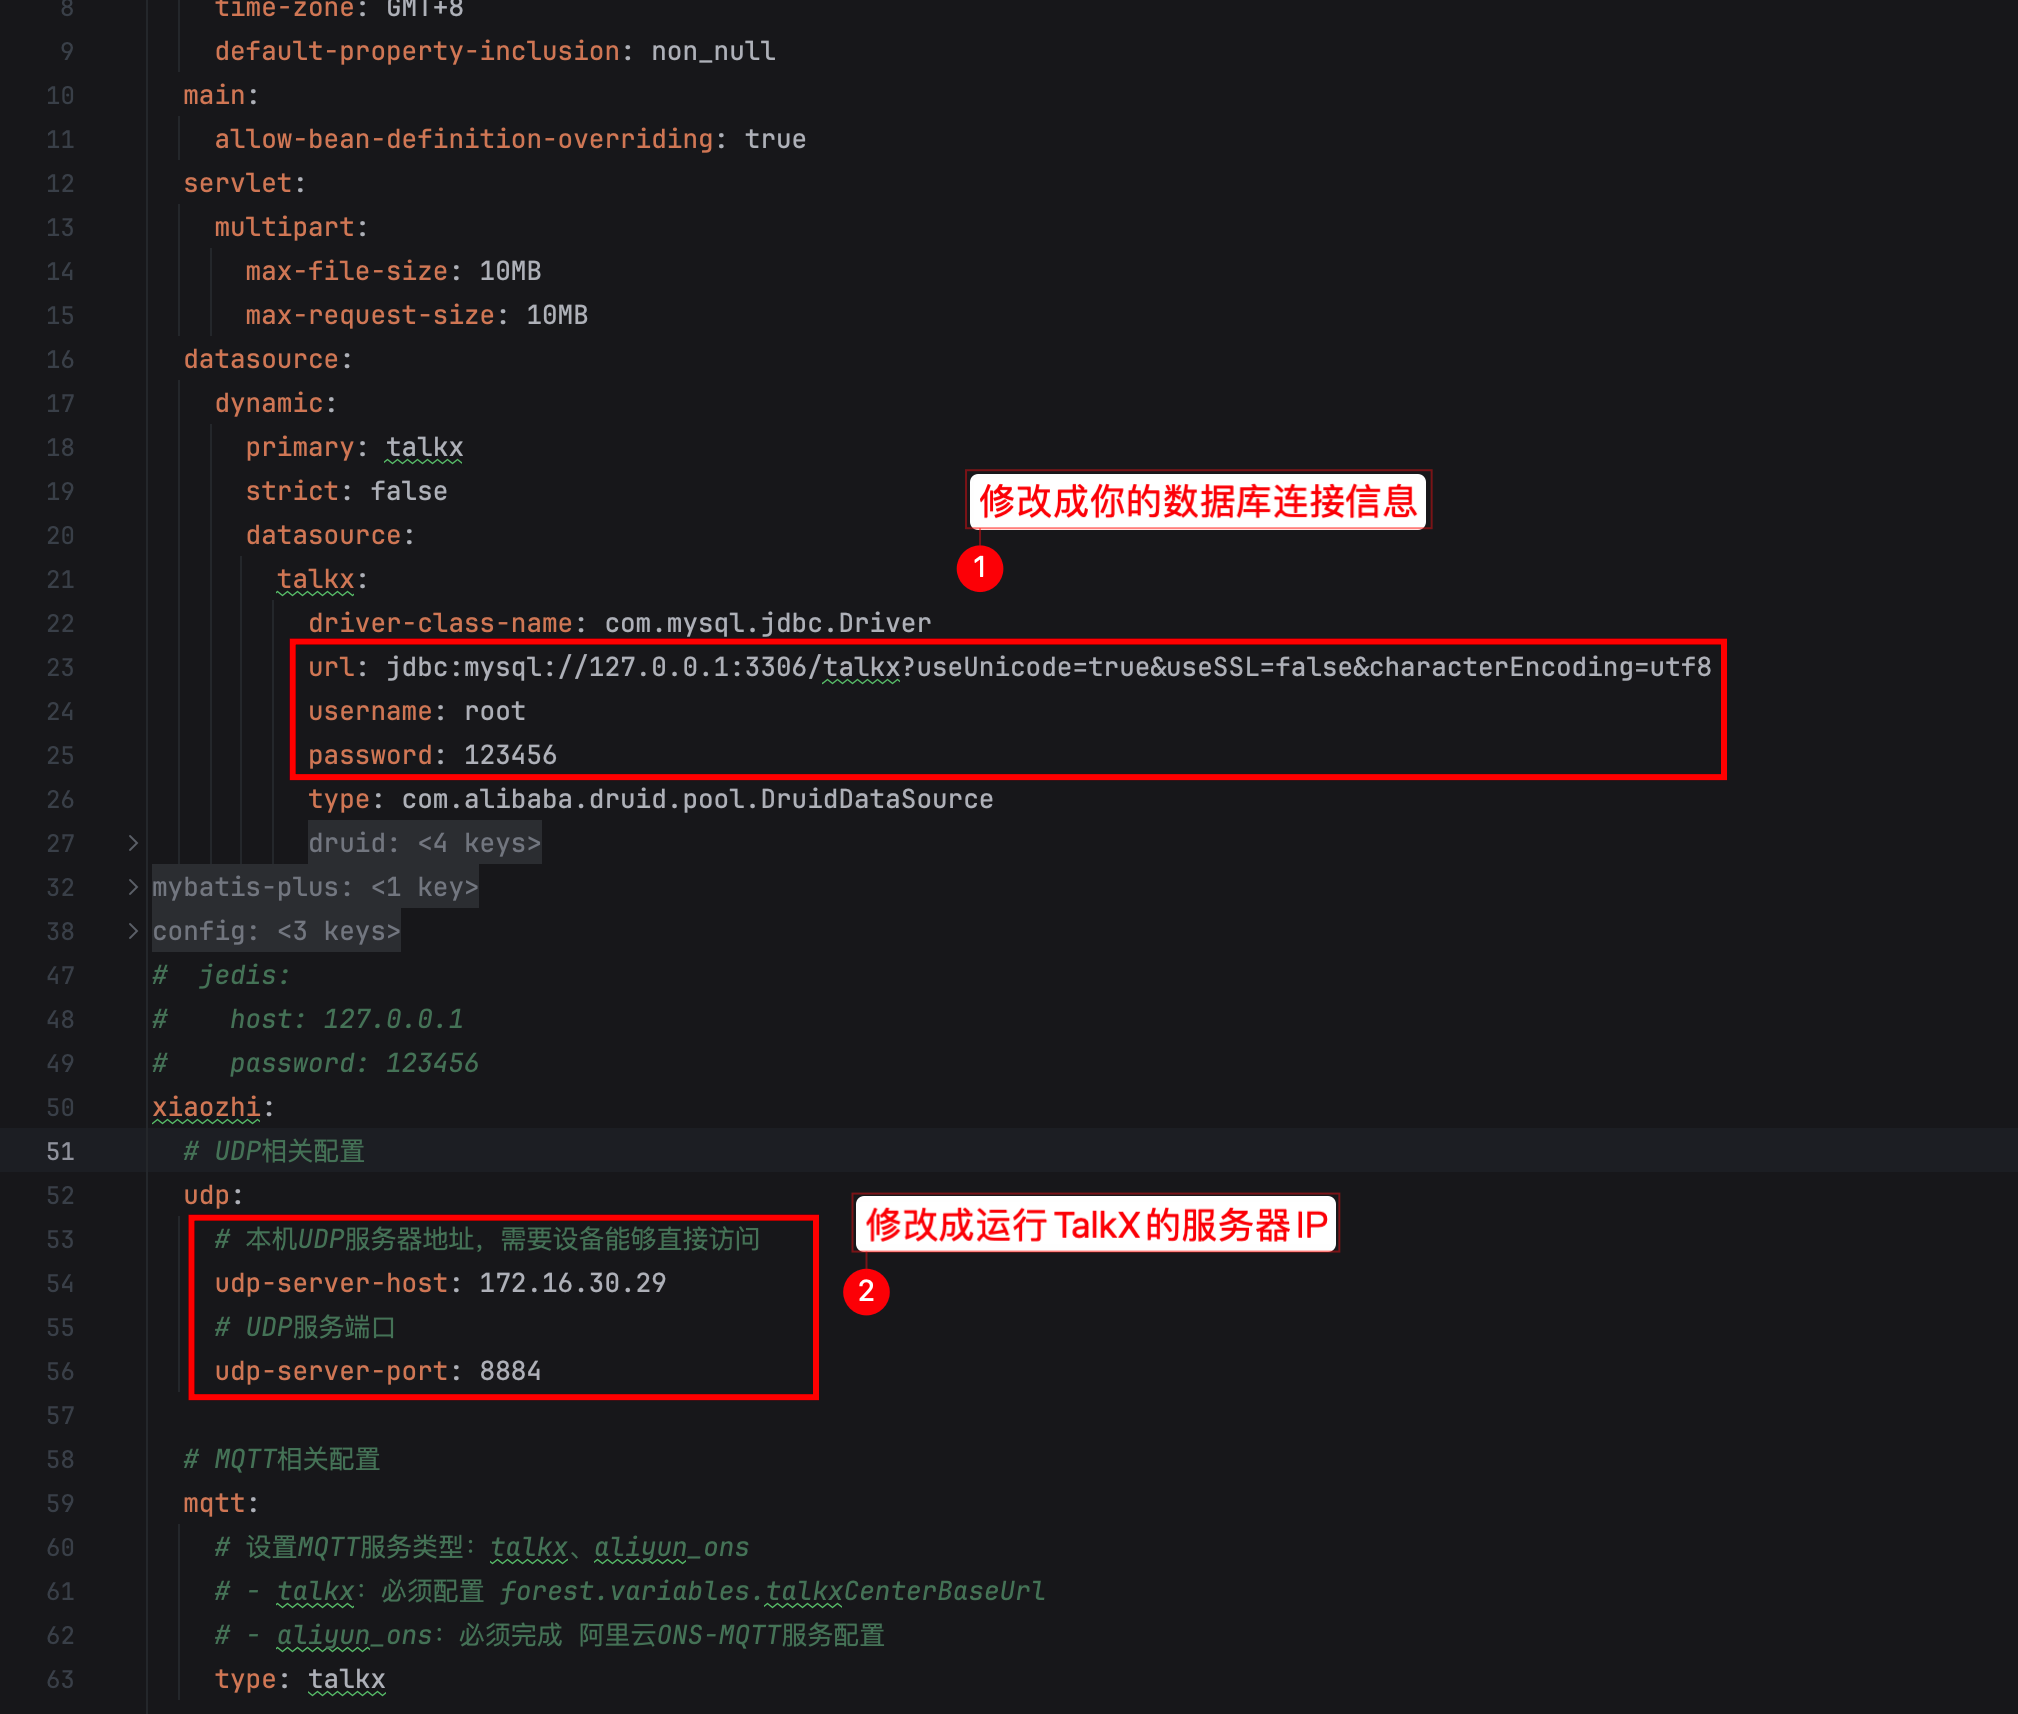 8 time-zone: GMT+8
9 default-property-inclusion: non_null
10 main:
11 allow-bean-definition-overriding: true
12 servlet:
13 multipart:
14 max-file-size: 10MB
15 max-request-size: 10MB
16 datasource:
17 dynamic:
18 primary: talkx
19 strict: false
修改成你的数据库连接信息
20 datasource:
1
21 talkx:
22 driver-class-name: com.mysql.jdbc.Driver
23 url: jdbc:mysql://127.0.0.1:3306/talkx?useUnicode=true&useSSL=false&characterEncoding=utf8
24 username: root
25 password: 123456
26 type: com.alibaba.druid.pool.DruidDataSource
27 druid: <4 keys>
32 mybatis-plus: <1 key>
38 config: <3 keys>
47 # jedis:
48 # host: 127.0.0.1
49 # password: 123456
50 xiaozhi:
51 # UDP相关配置
52 udp:
修改成运行TalkX的服务器IP
53 # 本机UDP服务器地址，需要设备能够直接访问
54 udp-server-host: 172.16.30.29
2
55 # UDP服务端口
56 udp-server-port: 8884
57
58 # MQTT相关配置
59 mqtt:
60 # 设置MQTT服务类型：talkx、aliyun_ons
61 # - talkx：必须配置 forest.variables.talkxCenterBaseUrl
62 # - aliyun_ons：必须完成 阿里云ONS-MQTT服务配置
63 type: talkx